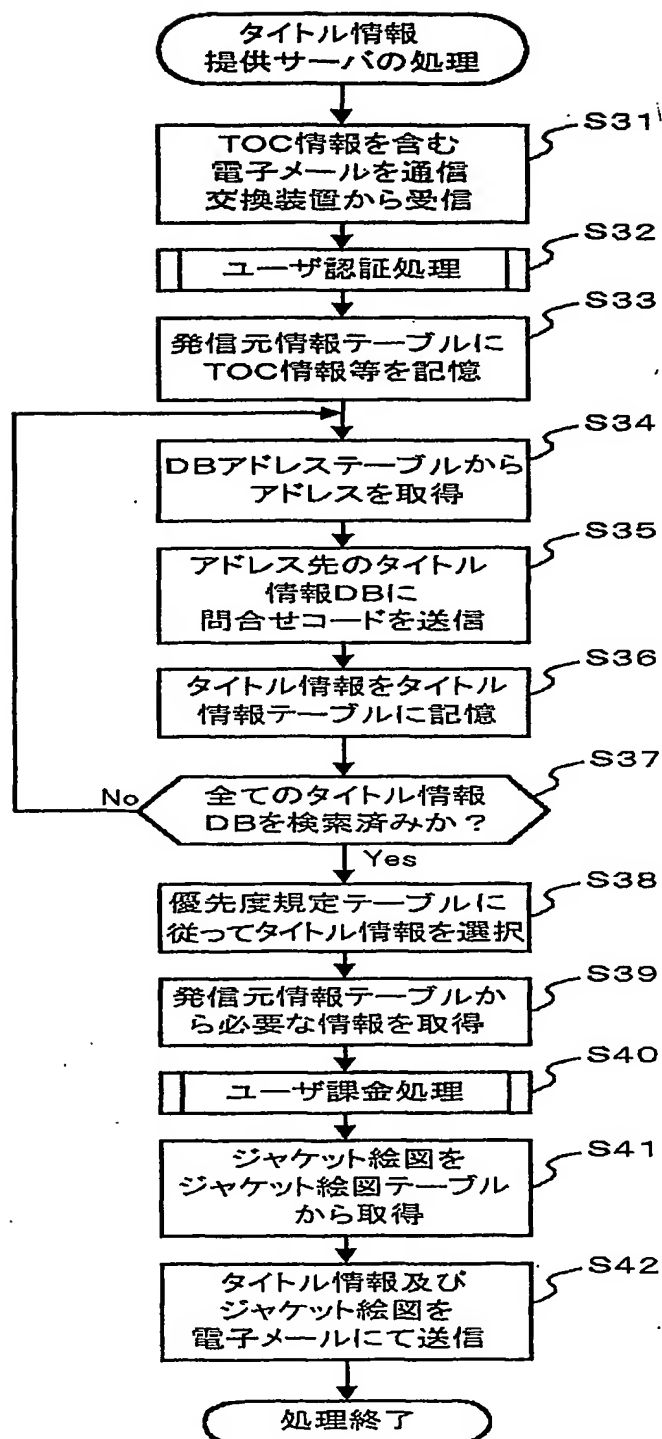 タイトル情報
提供サーバの処理
TOC情報を含む
電子メールを通信
交換装置から受信
S31
ユーザ認証処理
S32
発信元情報テーブルに
TOC情報等を記憶
S33
DBアドレステーブルから
アドレスを取得
S34
アドレス先のタイトル
情報DBに
問合せコードを送信
S35
タイトル情報をタイトル
情報テーブルに記憶
S36
全てのタイトル情報
DBを検索済みか？
S37
No
Yes
優先度規定テーブルに
従ってタイトル情報を選択
S38
発信元情報テーブルか
ら必要な情報を取得
S39
ユーザ課金処理
S40
ジャケット絵図を
ジャケット絵図テーブル
から取得
S41
タイトル情報及び
ジャケット絵図を
電子メールにて送信
S42
処理終了